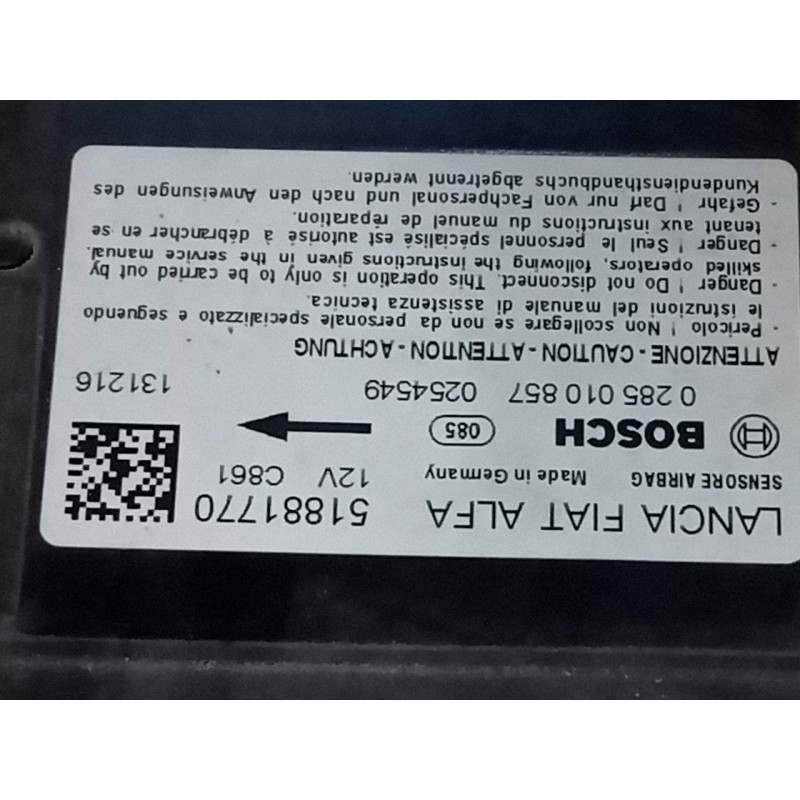 LANCIA FIAT ALFA 51881770
SENSORE AIRBAG Made in Germany 12V C861
BOSCH 085
0 285 010 857 0254549 131216
ATTENZIONE - CAUTION - ATTENTION - ACHTUNG
- Pericolo ! Non scollegare se non da personale specializzato e seguendo
le istruzioni del manuale di assistenza tecnica.
- Danger ! Do not disconnect. This operation is only to be carried out by
skilled operators, following the instructions given in the service manual.
- Danger ! Seul le personnel spécialisé est autorisé à débrancher en se
tenant aux instructions du manuel de réparation.
- Gefahr ! Darf nur von Fachpersonal und nach den Anweisungen des
Kundendiensthandbuchs abgetrennt werden.